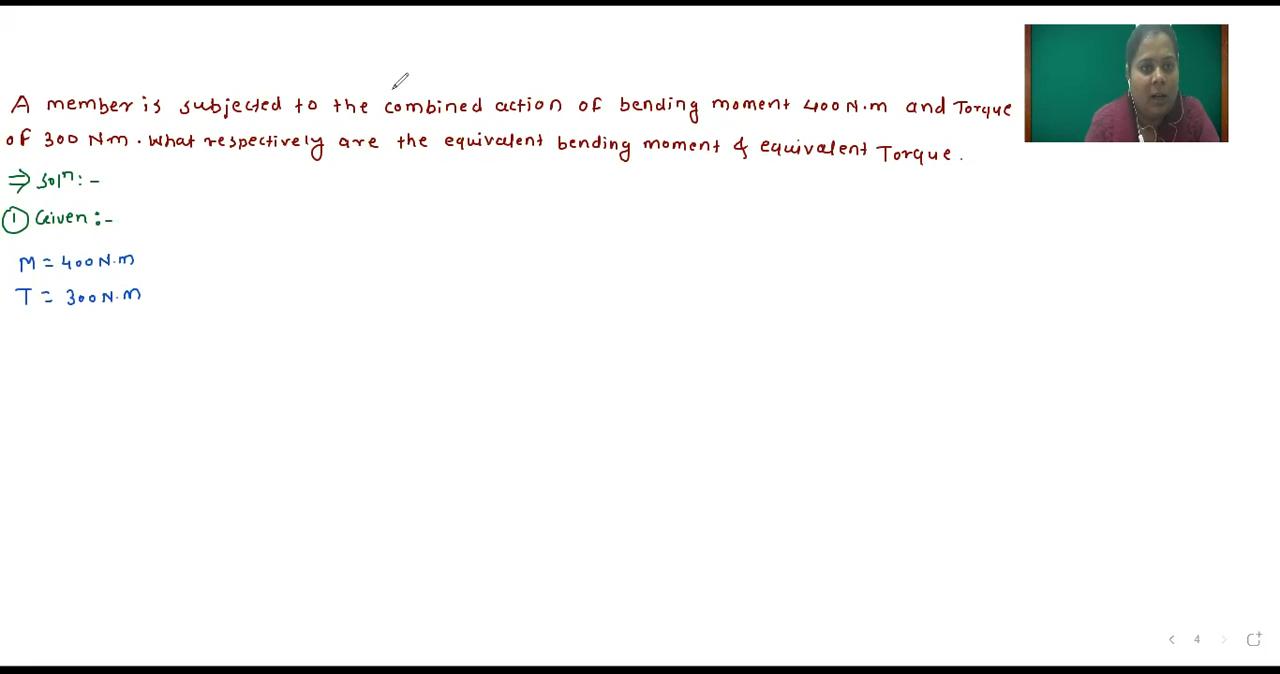 A member is subjected to the combined action of bending moment 400 N.m and Torque
of 300 Nm. What respectively are the equivalent bending moment & equivalent Torque.
⇒ Solⁿ:-
① Given:-
M = 400 N.m
T = 300 N.m
< 4 >